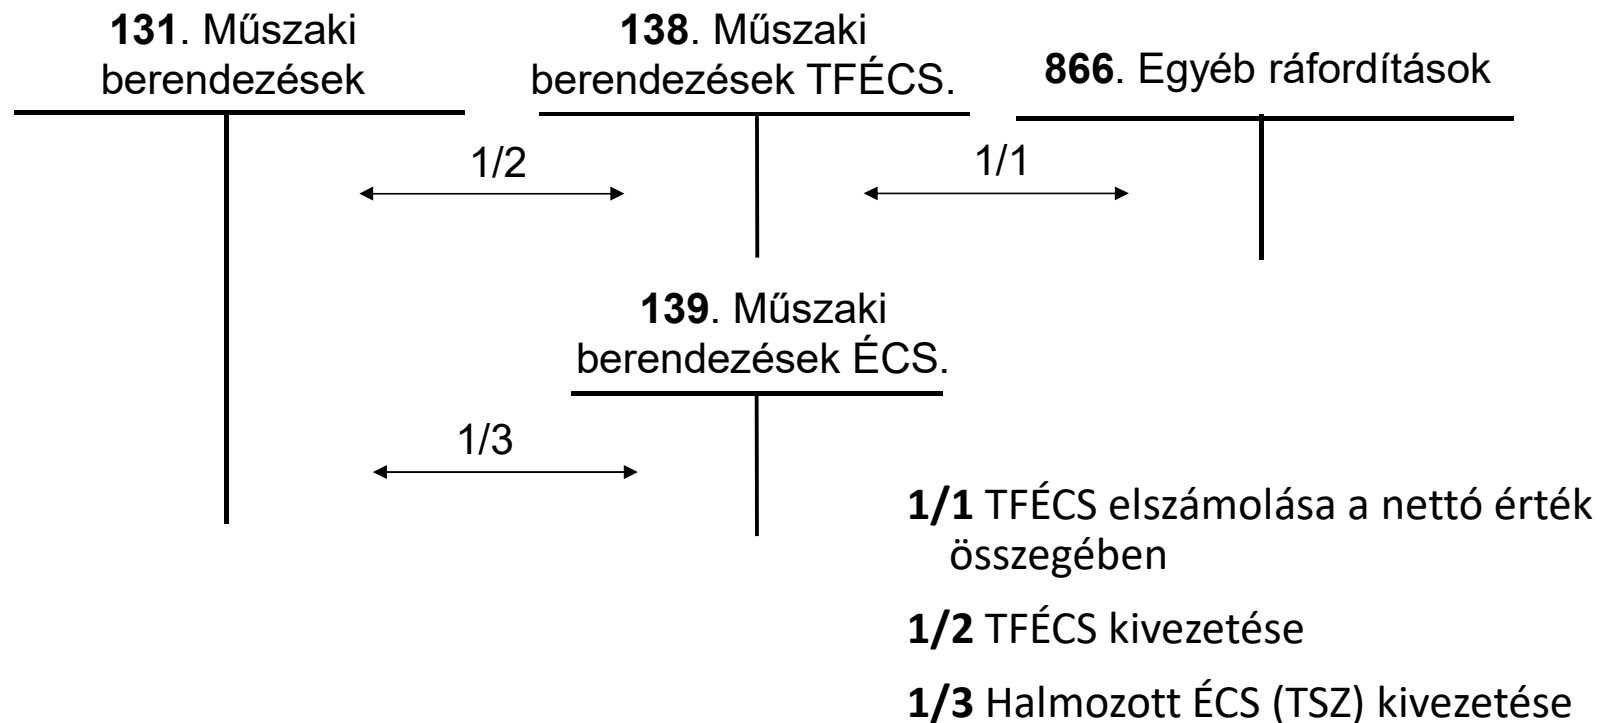 131. Műszaki
berendezések
138. Műszaki
berendezések TFÉCS.
866. Egyéb ráfordítások
1/2
1/1
139. Műszaki
berendezések ÉCS.
1/3
1/1 TFÉCS elszámolása a nettó érték
összegében
1/2 TFÉCS kivezetése
1/3 Halmozott ÉCS (TSZ) kivezetése